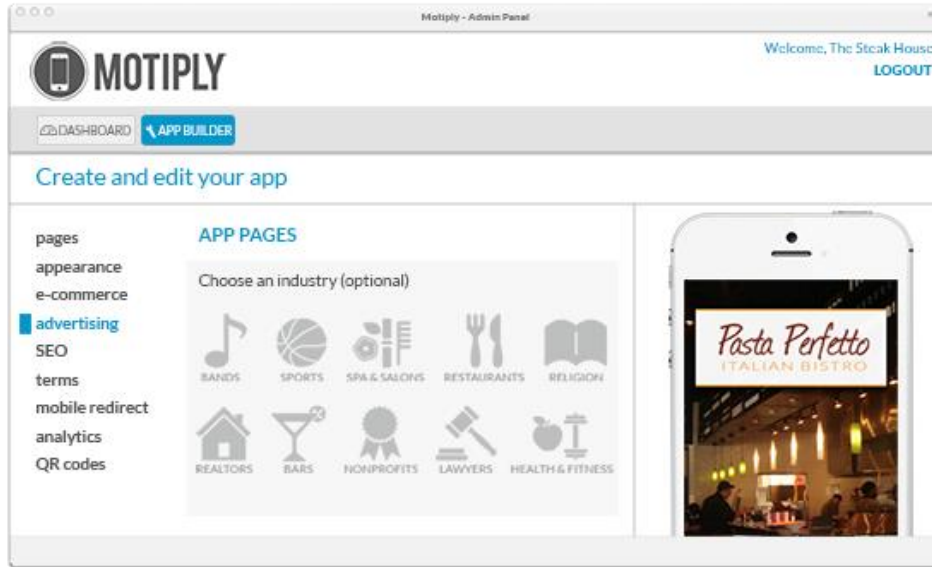 Motiply - Admin Panel
MOTIPLY
Welcome, The Steak House
LOGOUT
DASHBOARD
APP BUILDER
Create and edit your app
pages
appearance
e-commerce
advertising
SEO
terms
mobile redirect
analytics
QR codes
APP PAGES
Choose an industry (optional)
BANDS SPORTS SPA & SALONS RESTAURANTS RELIGION
REALTORS BARS NONPROFITS LAWYERS HEALTH & FITNESS
Pasta Perfetto
ITALIAN BISTRO